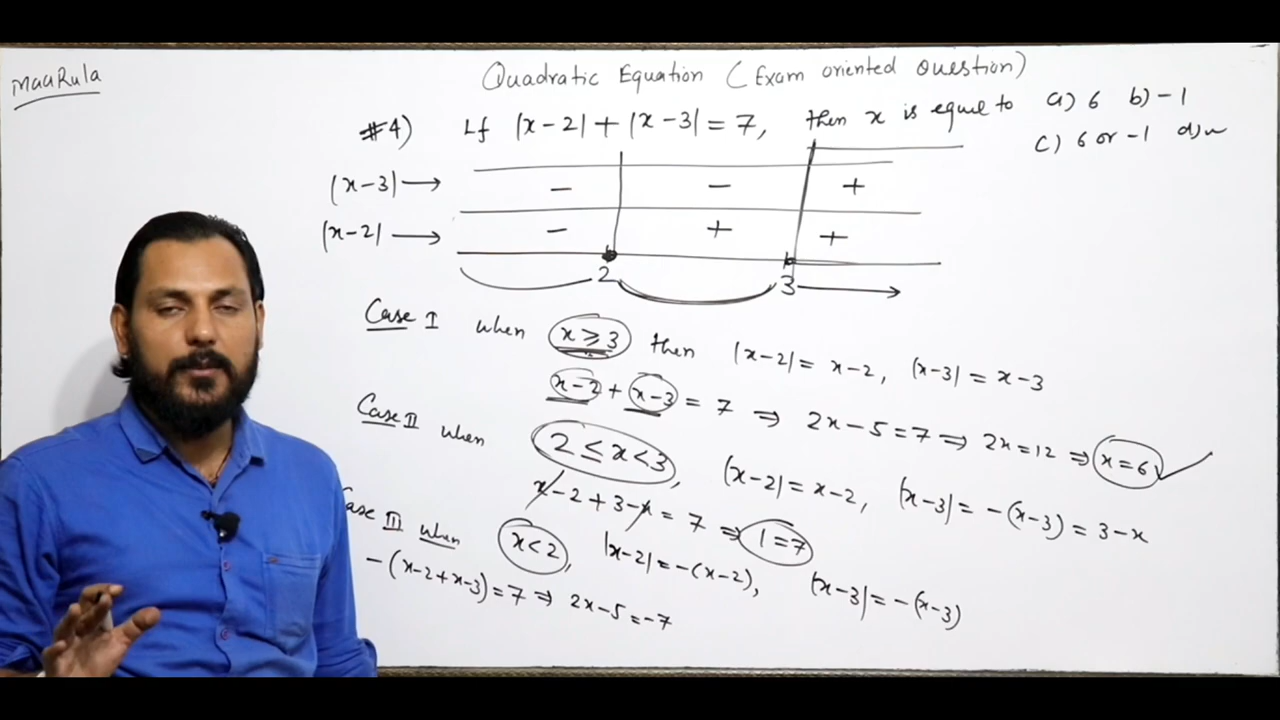 maaRula
Quadratic Equation (Exam oriented Question)
#4) If |x-2| + |x-3| = 7, then x is equal to a) 6 b) -1
c) 6 or -1 d)
|x-3| → - - +
|x-2| → - + +
2 3
Case I when x ≥ 3 then |x-2| = x-2, |x-3| = x-3
x-2 + x-3 = 7 ⇒ 2x-5 = 7 ⇒ 2x = 12 ⇒ x = 6 ✓
Case II when 2 ≤ x < 3, |x-2| = x-2, |x-3| = -(x-3) = 3-x
x-2+3-x = 7 ⇒ 1 = 7
Case III when x < 2, |x-2| = -(x-2), |x-3| = -(x-3)
-(x-2+x-3) = 7 ⇒ 2x-5 = -7